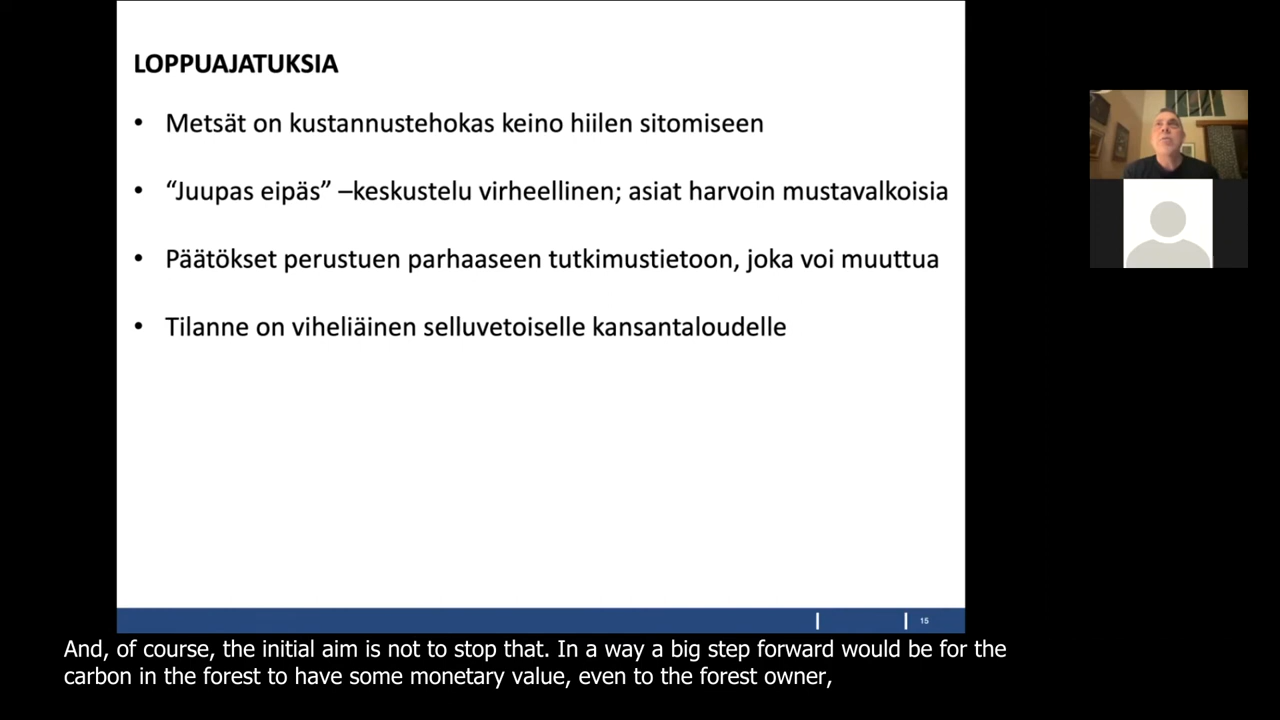 LOPPUAJATUKSIA
• Metsät on kustannustehokas keino hiilen sitomiseen
• “Juupas eipäs” –keskustelu virheellinen; asiat harvoin mustavalkoisia
• Päätökset perustuen parhaaseen tutkimustietoon, joka voi muuttua
• Tilanne on viheliäinen selluvetoiselle kansantaloudelle
15
And, of course, the initial aim is not to stop that. In a way a big step forward would be for the
carbon in the forest to have some monetary value, even to the forest owner,